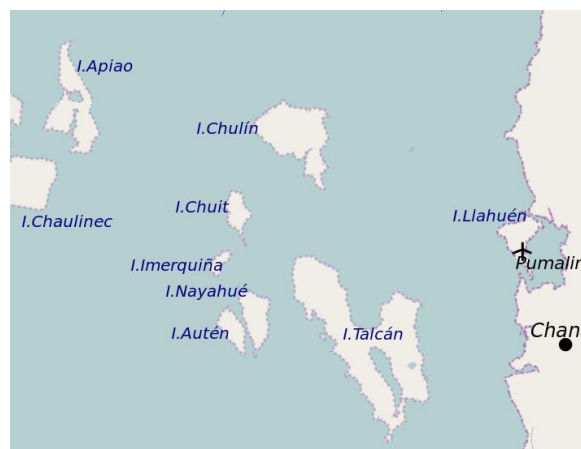 I.Apiao
I.Chulín
I.Chuit
I.Llahuén
I.Chaulinec
I.Imerquiña
Pumalin
I.Nayahué
I.Autén
I.Talcán
Chan